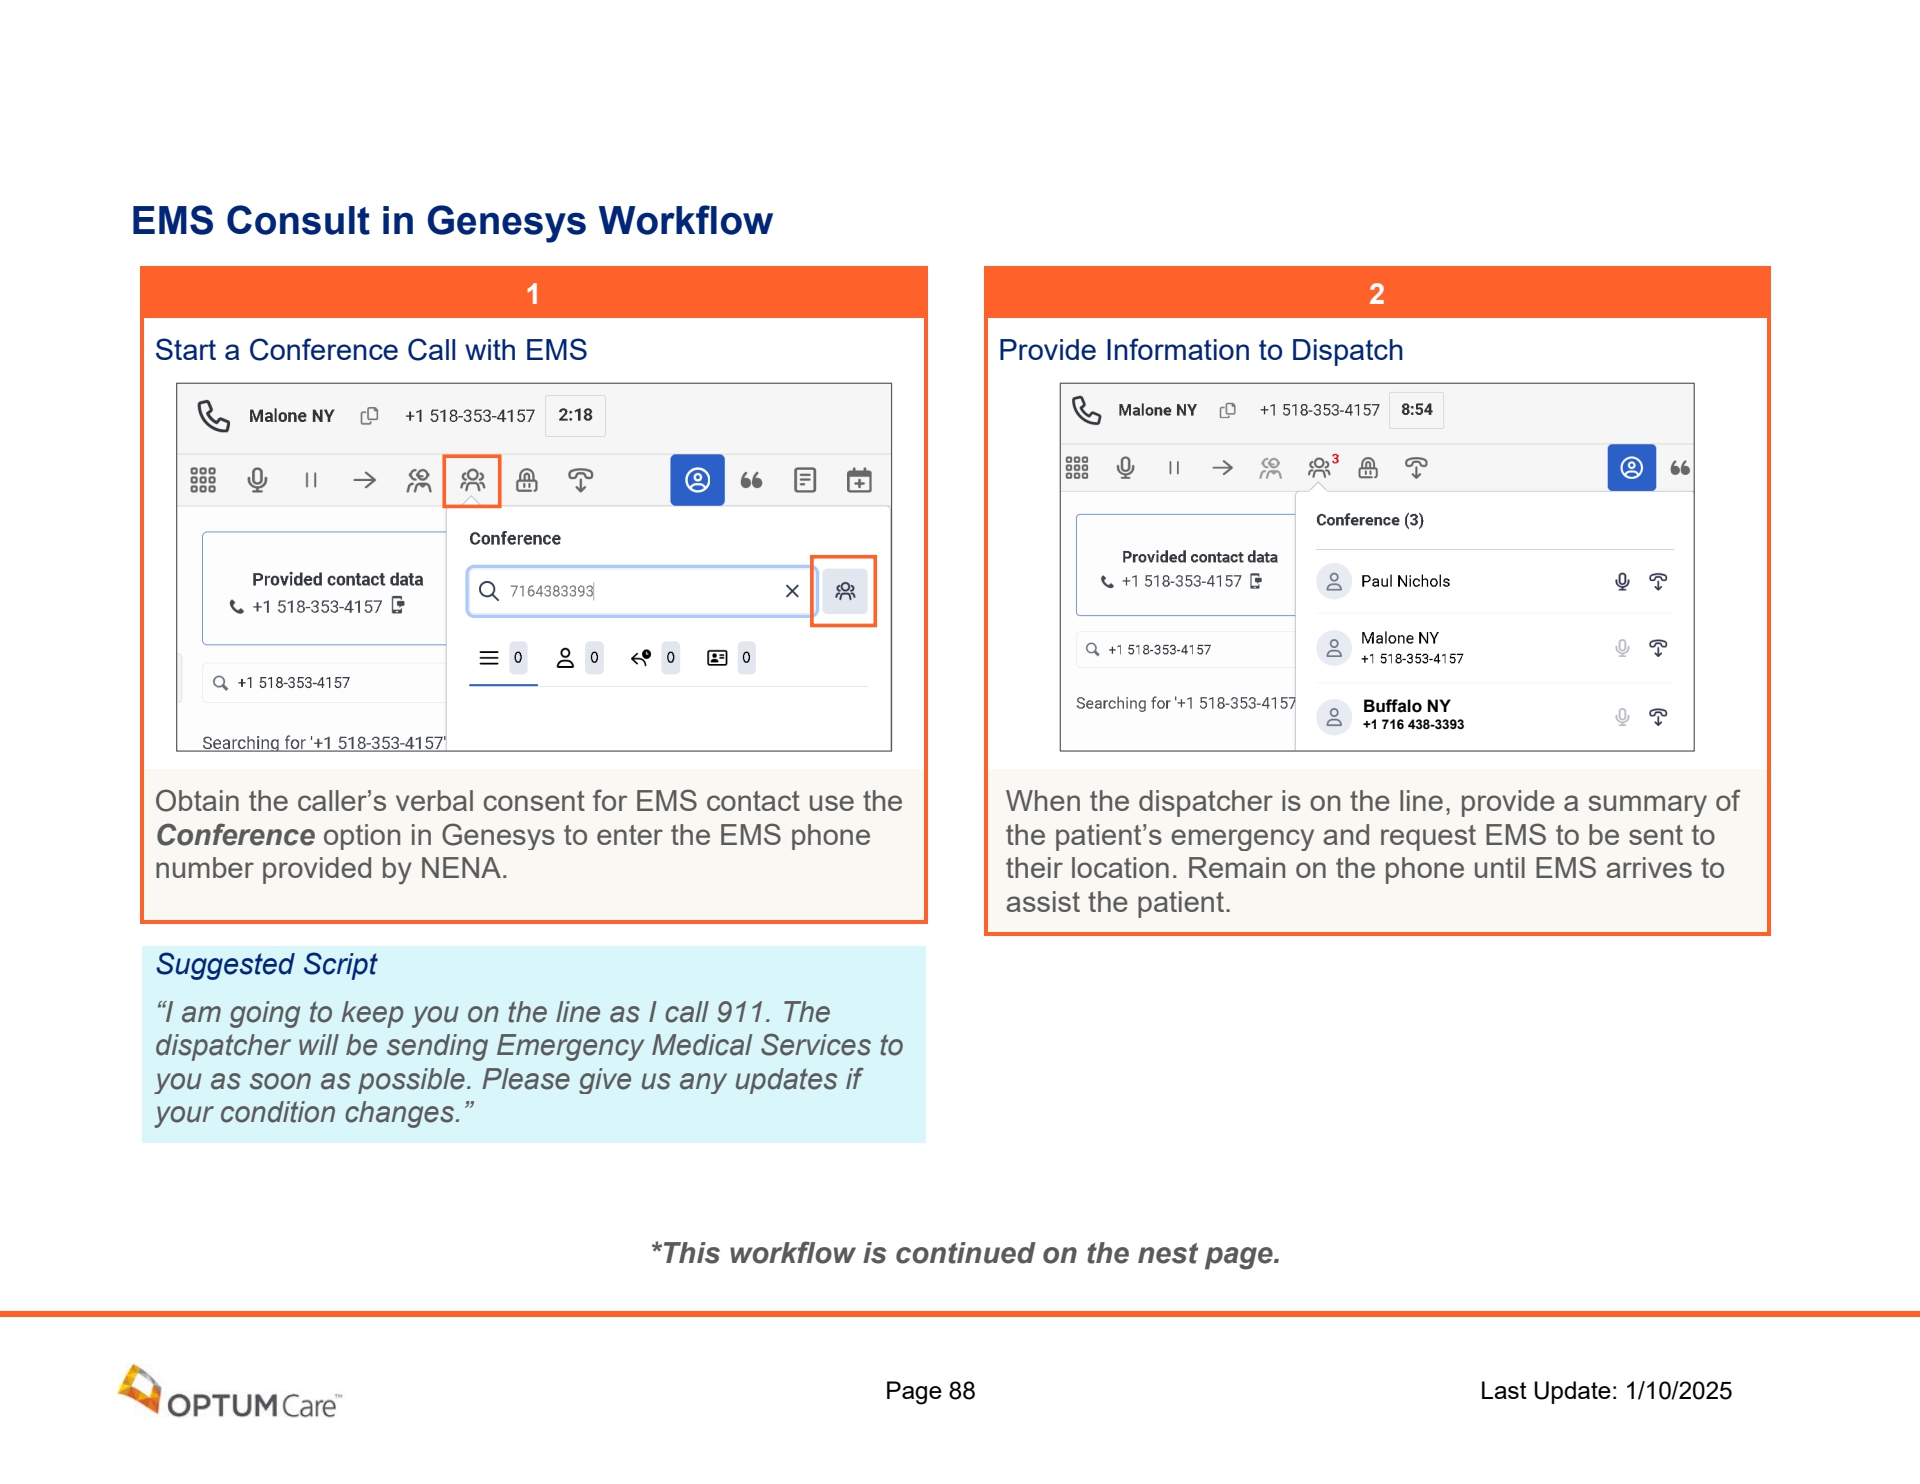 EMS Consult in Genesys Workflow
1
Start a Conference Call with EMS
Malone NY +1 518-353-4157 2:18
Conference
7164383393
0 0 0 0
Provided contact data
+1 518-353-4157
+1 518-353-4157
Searching for '+1 518-353-4157'
Obtain the caller’s verbal consent for EMS contact use the
Conference option in Genesys to enter the EMS phone
number provided by NENA.
Suggested Script
“I am going to keep you on the line as I call 911. The
dispatcher will be sending Emergency Medical Services to
you as soon as possible. Please give us any updates if
your condition changes.”
2
Provide Information to Dispatch
Malone NY +1 518-353-4157 8:54
3
Provided contact data
+1 518-353-4157
+1 518-353-4157
Searching for '+1 518-353-4157
Conference (3)
Paul Nichols
Malone NY
+1 518-353-4157
Buffalo NY
+1 716 438-3393
When the dispatcher is on the line, provide a summary of
the patient’s emergency and request EMS to be sent to
their location. Remain on the phone until EMS arrives to
assist the patient.
*This workflow is continued on the nest page.
OPTUMCare™
Page 88
Last Update: 1/10/2025